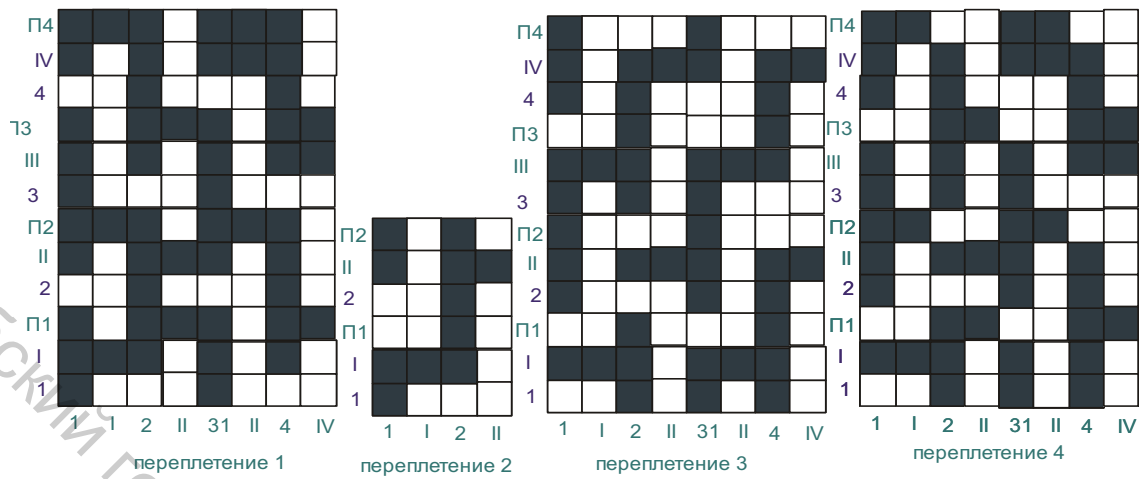 П4
IV
4
П3
III
3
П2
II
2
П1
I
1
1 I 2 II 31 II 4 IV
переплетение 1
П2
II
2
П1
I
1
1 I 2 II
переплетение 2
П4
IV
4
П3
III
3
П2
II
2
П1
I
1
1 I 2 II 31 II 4 IV
переплетение 3
П4
IV
4
П3
III
3
П2
II
2
П1
I
1
1 I 2 II 31 II 4 IV
переплетение 4